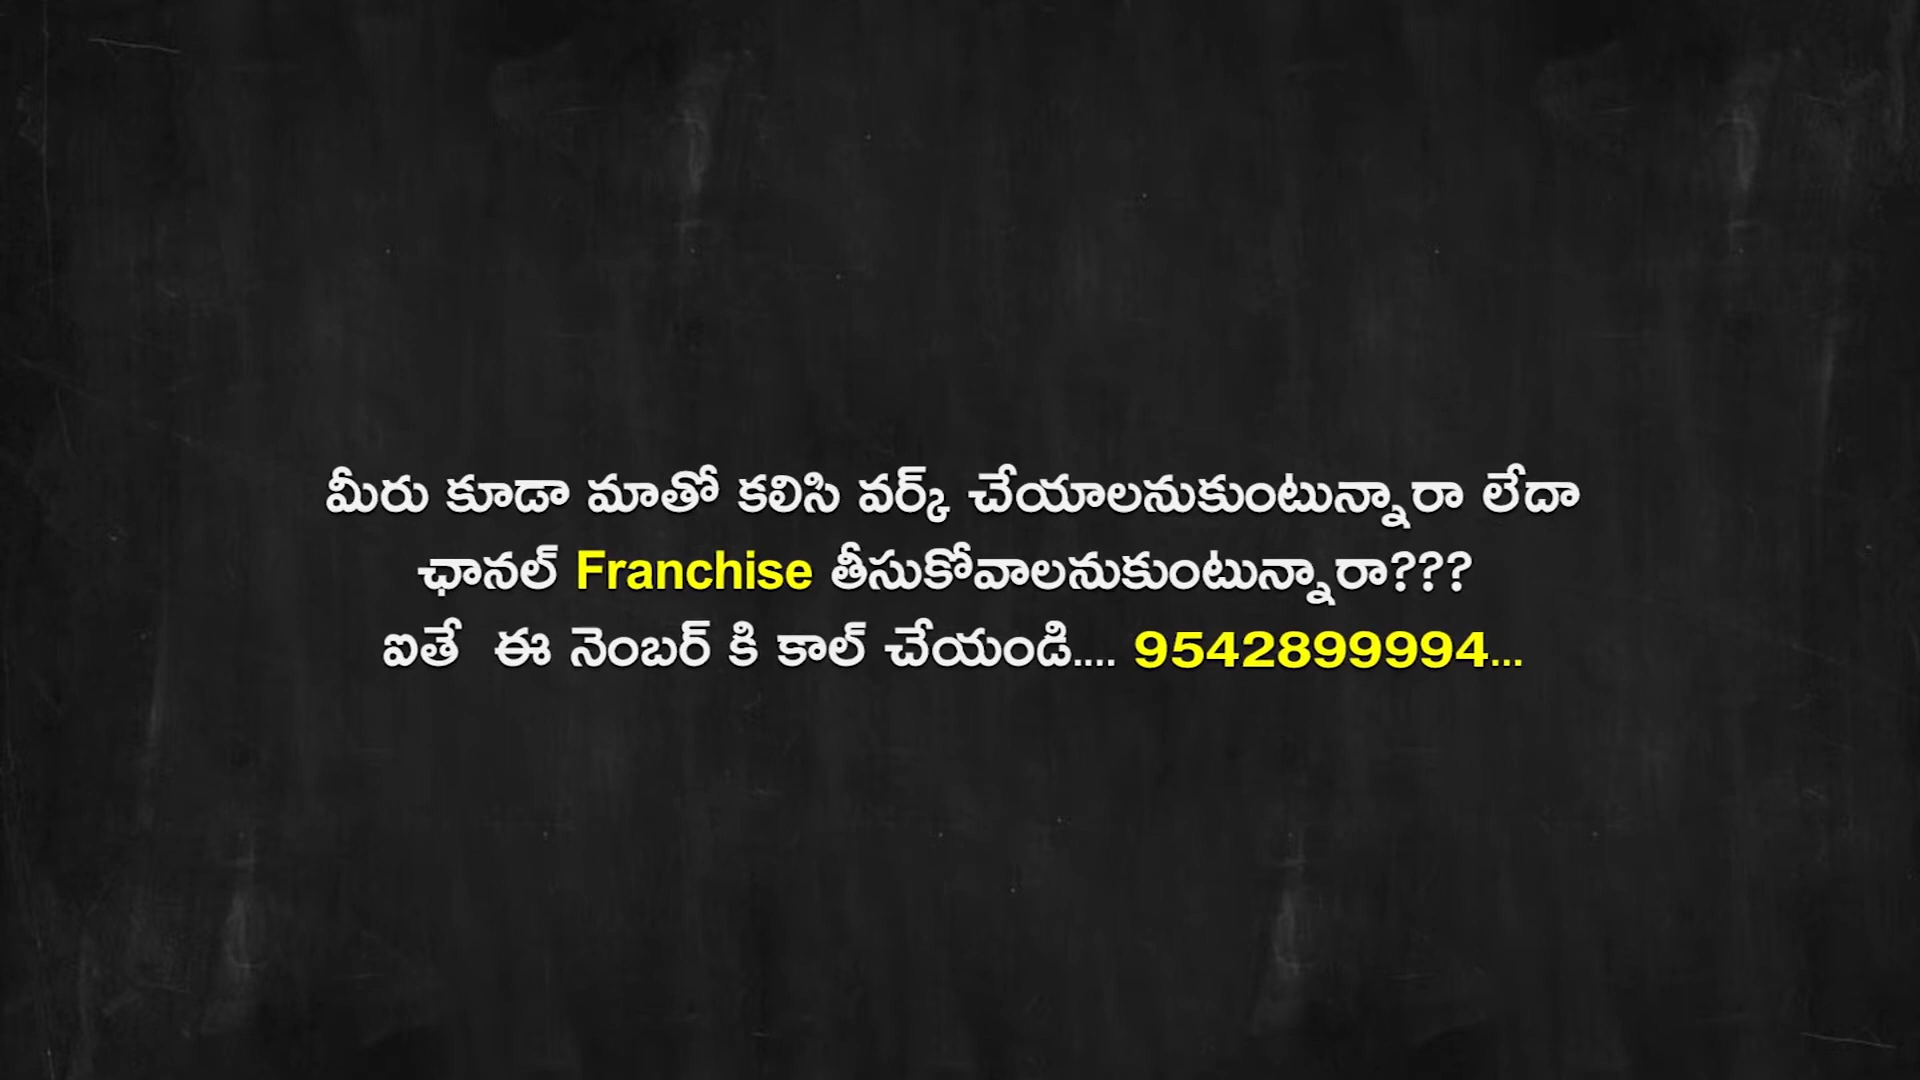 మీరు కూడా మాతో కలిసి వర్క్ చేయాలనుకుంటున్నారా లేదా
ఛానల్ Franchise తీసుకోవాలనుకుంటున్నారా???
ఐతే ఈ నెంబర్ కి కాల్ చేయండి.... 9542899994...